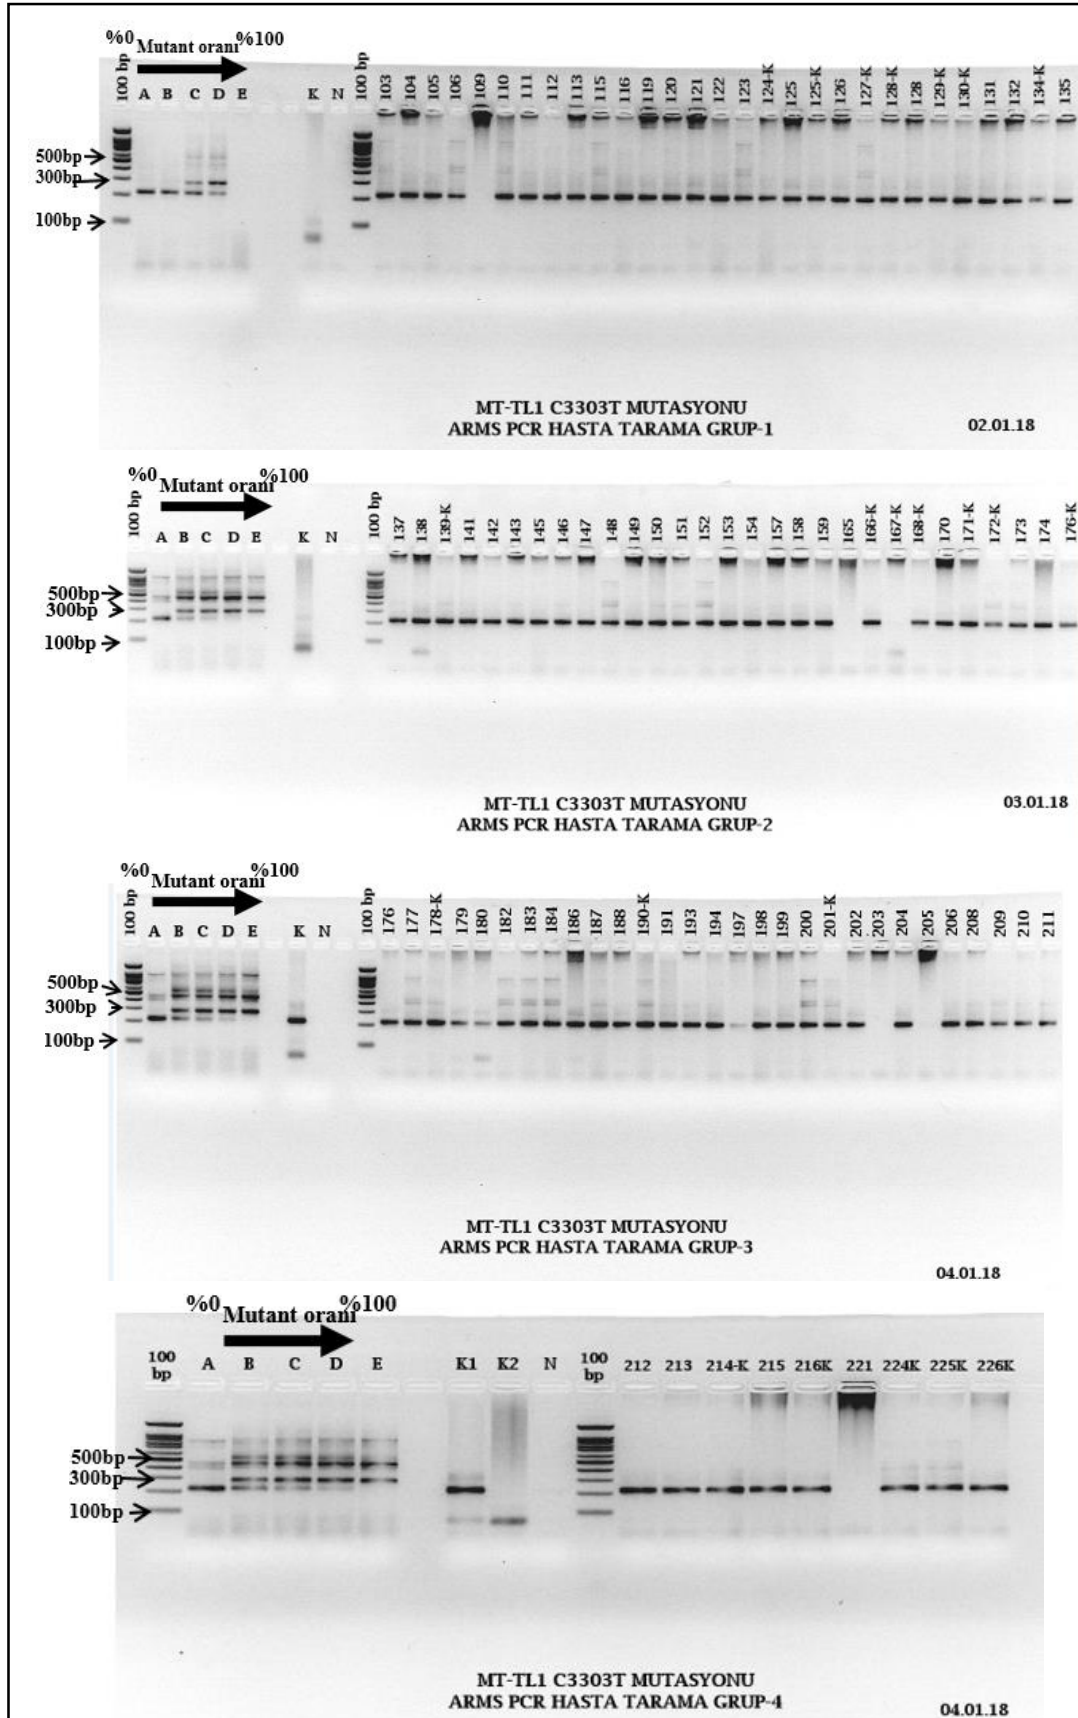 %0 Mutant oranı %100
100 bp A B C D E K N 100 bp 103 104 105 106 109 110 111 112 113 115 116 119 120 121 122 123 124-K 125 125-K 126 127-K 128-K 128 129-K 130-K 131 132 134-K 135
500bp
300bp
100bp
MT-TL1 C3303T MUTASYONU
ARMS PCR HASTA TARAMA GRUP-1
02.01.18
%0 Mutant oranı %100
100 bp A B C D E K N 100 bp 137 138 139-K 141 142 143 145 146 147 148 149 150 151 152 153 154 157 158 159 165 166-K 167-K 168-K 170 171-K 172-K 173 174 176-K
500bp
300bp
100bp
MT-TL1 C3303T MUTASYONU
ARMS PCR HASTA TARAMA GRUP-2
03.01.18
%0 Mutant oranı %100
100 bp A B C D E K N 100 bp 176 177 178-K 179 180 182 183 184 186 187 188 190-K 191 193 194 197 198 199 200 201-K 202 203 204 205 206 208 209 210 211
500bp
300bp
100bp
MT-TL1 C3303T MUTASYONU
ARMS PCR HASTA TARAMA GRUP-3
04.01.18
%0 Mutant oranı %100
100 bp A B C D E K1 K2 N 100 bp 212 213 214-K 215 216K 221 224K 225K 226K
500bp
300bp
100bp
MT-TL1 C3303T MUTASYONU
ARMS PCR HASTA TARAMA GRUP-4
04.01.18